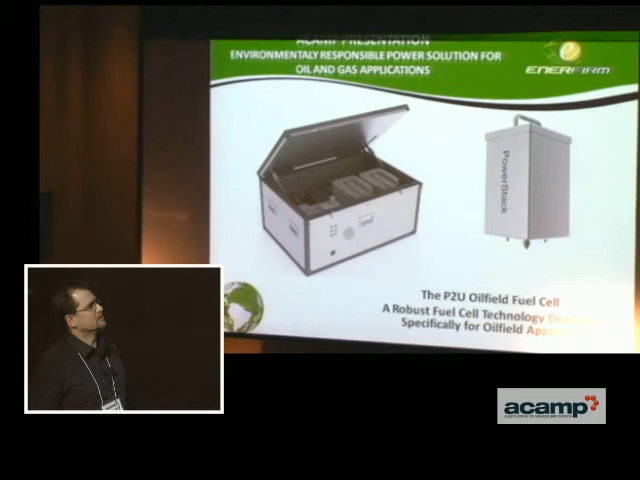 ACAMP PRESENTATION
ENVIRONMENTALY RESPONSIBLE POWER SOLUTION FOR
OIL AND GAS APPLICATIONS
ENERFIRM
PowerStack
The P2U Oilfield Fuel Cell
A Robust Fuel Cell Technology
Specifically for Oilfield
acamp